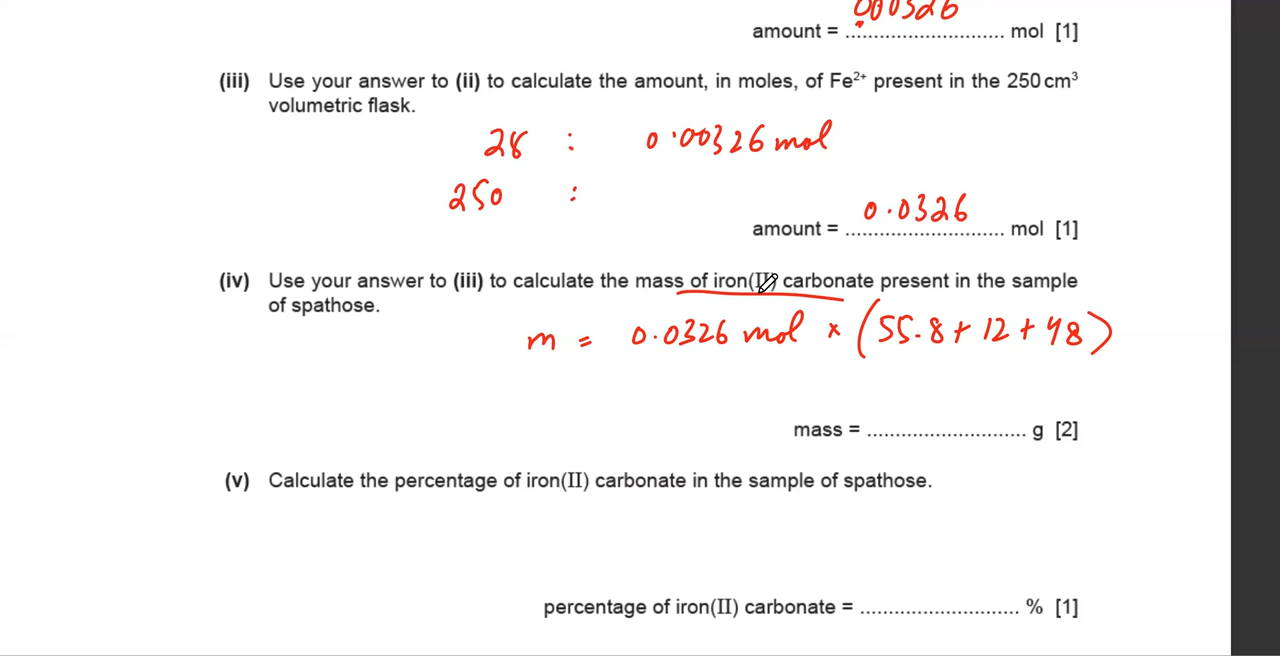 000326
amount = .............................. mol [1]
(iii) Use your answer to (ii) to calculate the amount, in moles, of Fe²⁺ present in the 250 cm³
volumetric flask.
28 : 0.00326 mol
250 :
0.0326
amount = .............................. mol [1]
(iv) Use your answer to (iii) to calculate the mass of iron(II) carbonate present in the sample
of spathose.
m = 0.0326 mol × (55.8 + 12 + 48)
mass = .............................. g [2]
(v) Calculate the percentage of iron(II) carbonate in the sample of spathose.
percentage of iron(II) carbonate = .............................. % [1]